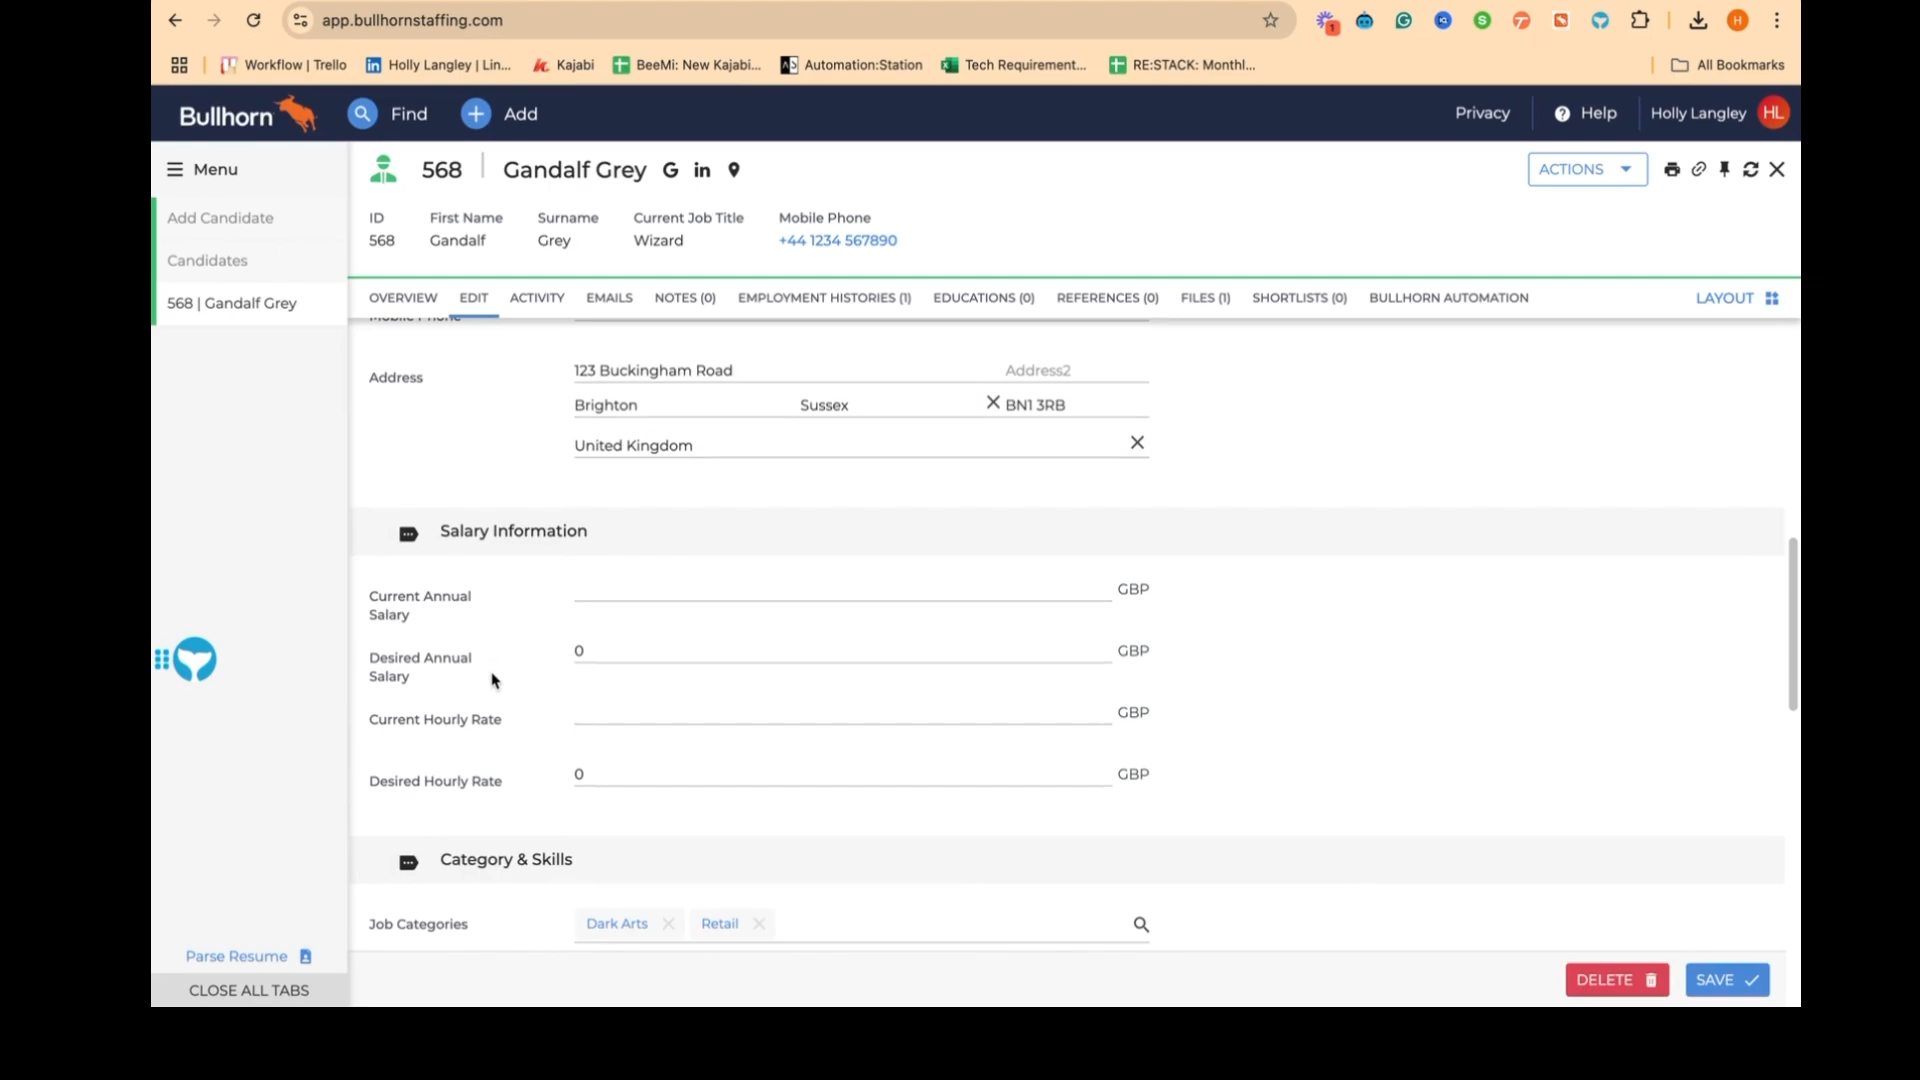 app.bullhornstaffing.com
1
H
Workflow | Trello
Holly Langley | Lin...
Kajabi
BeeMi: New Kajabi...
Automation:Station
Tech Requirement...
RE:STACK: Monthl...
All Bookmarks
Bullhorn
Find
Add
Privacy
Help
Holly Langley
HL
Menu
568
Gandalf Grey
ACTIONS
Add Candidate
Candidates
568 | Gandalf Grey
ID
First Name
Surname
Current Job Title
Mobile Phone
568
Gandalf
Grey
Wizard
+44 1234 567890
OVERVIEW
EDIT
ACTIVITY
EMAILS
NOTES (0)
EMPLOYMENT HISTORIES (1)
EDUCATIONS (0)
REFERENCES (0)
FILES (1)
SHORTLISTS (0)
BULLHORN AUTOMATION
LAYOUT
Mobile Phone
Address
123 Buckingham Road
Address2
Brighton
Sussex
BN1 3RB
United Kingdom
Salary Information
Current Annual
Salary
GBP
Desired Annual
Salary
0
GBP
Current Hourly Rate
GBP
Desired Hourly Rate
0
GBP
Category & Skills
Job Categories
Dark Arts
Retail
Parse Resume
CLOSE ALL TABS
DELETE
SAVE